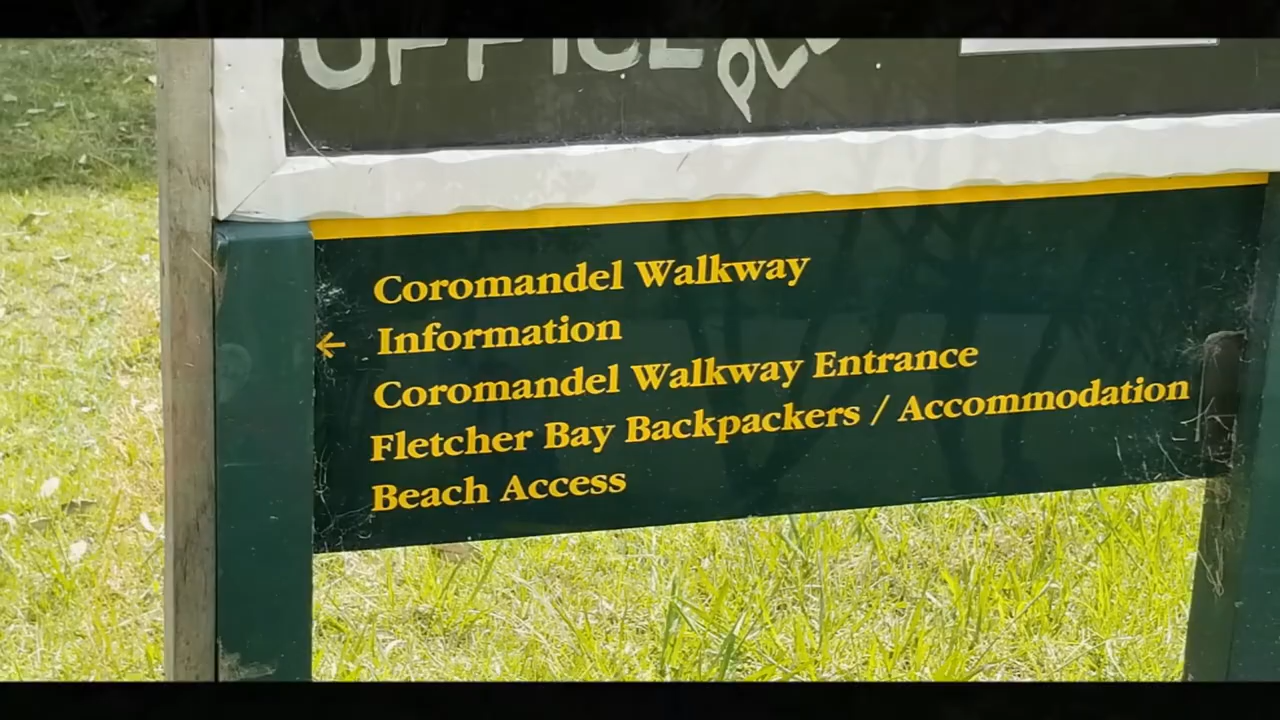 OFFICE
Coromandel Walkway
← Information
Coromandel Walkway Entrance
Fletcher Bay Backpackers / Accommodation
Beach Access